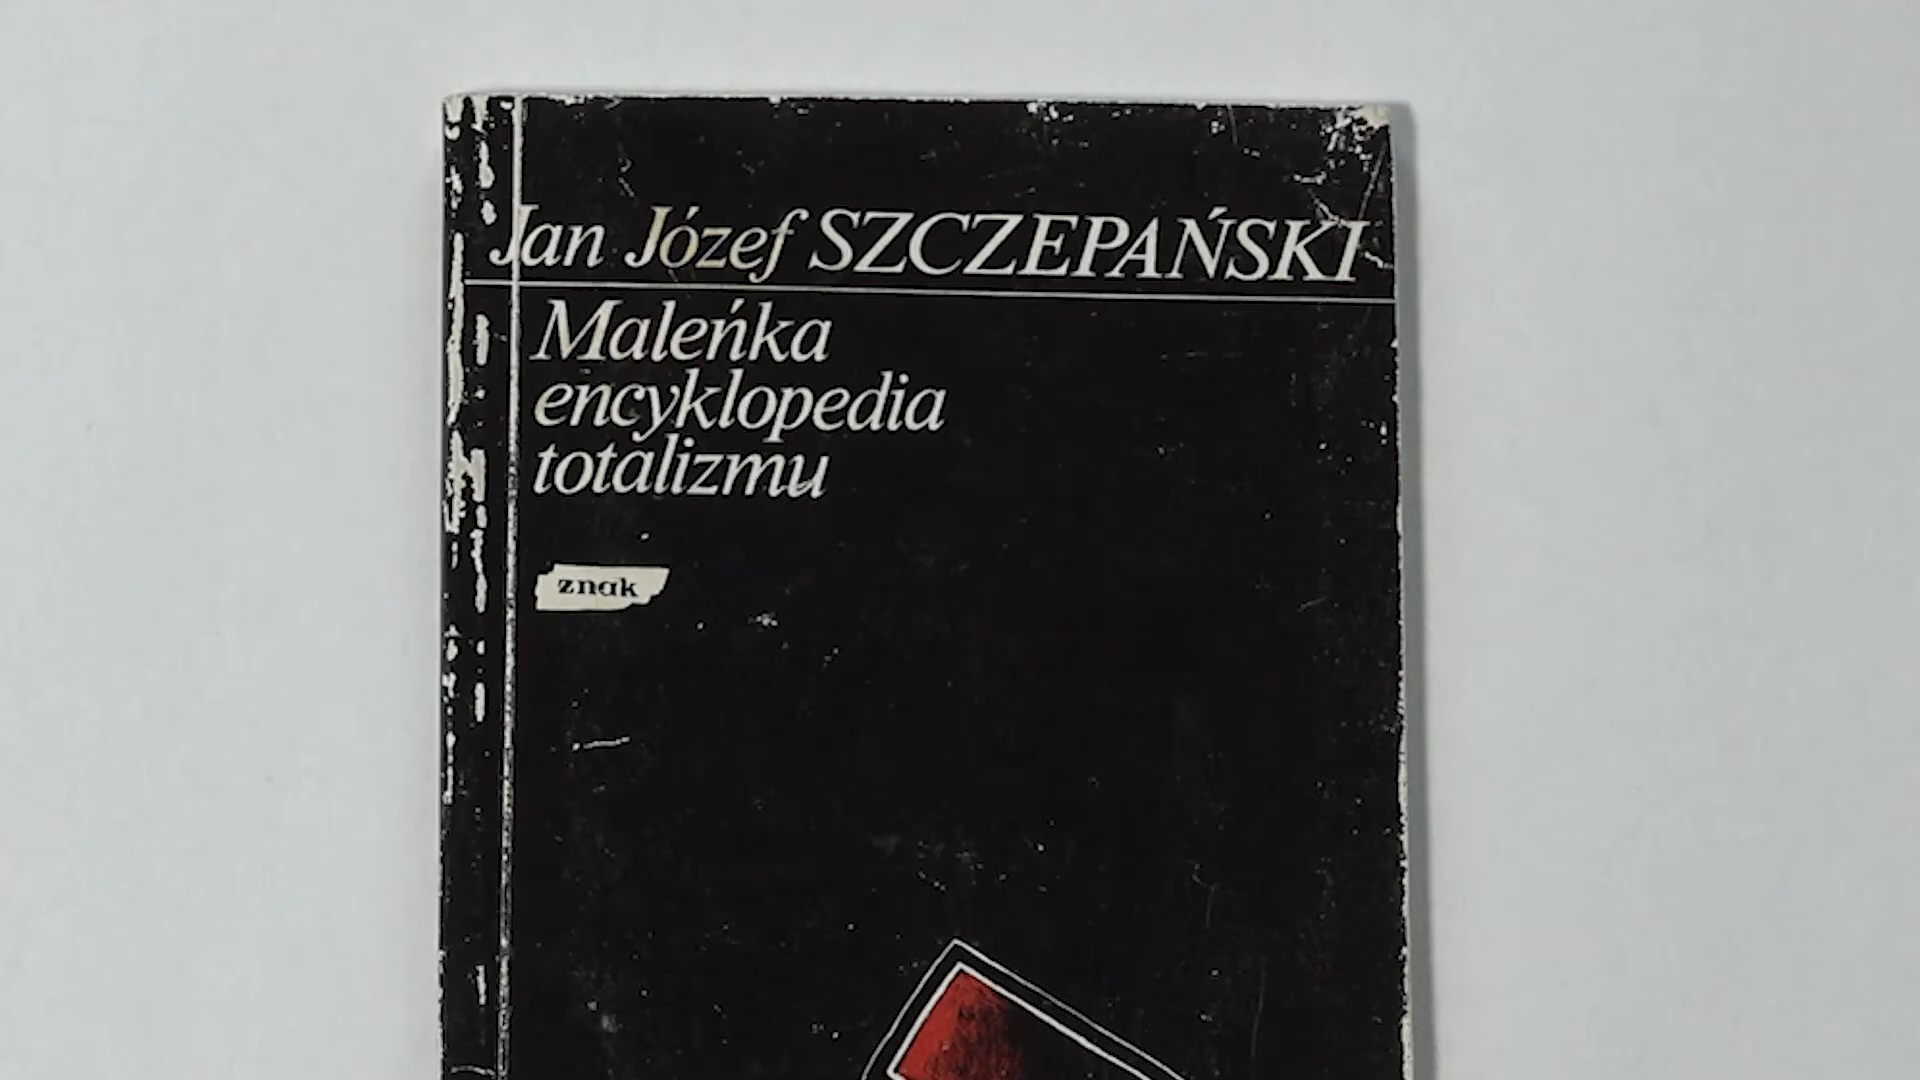 Jan Józef SZCZEPAŃSKI
Maleńka
encyklopedia
totalizmu
znak